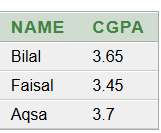 NAME CGPA
Bilal 3.65
Faisal 3.45
Aqsa 3.7